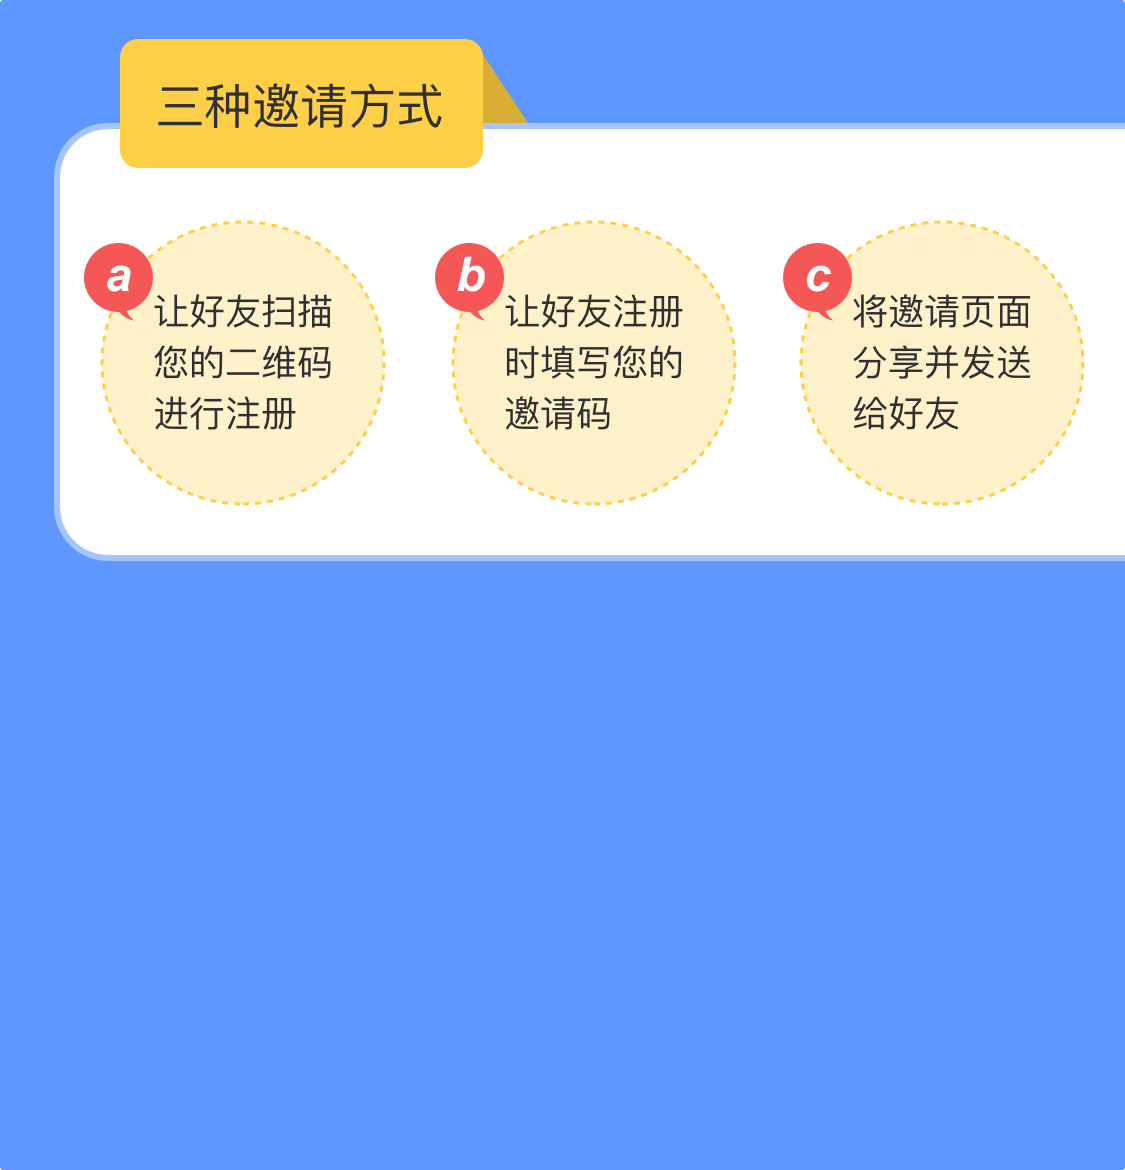 三种邀请方式
a
让好友扫描
您的二维码
进行注册
b
让好友注册
时填写您的
邀请码
c
将邀请页面
分享并发送
给好友